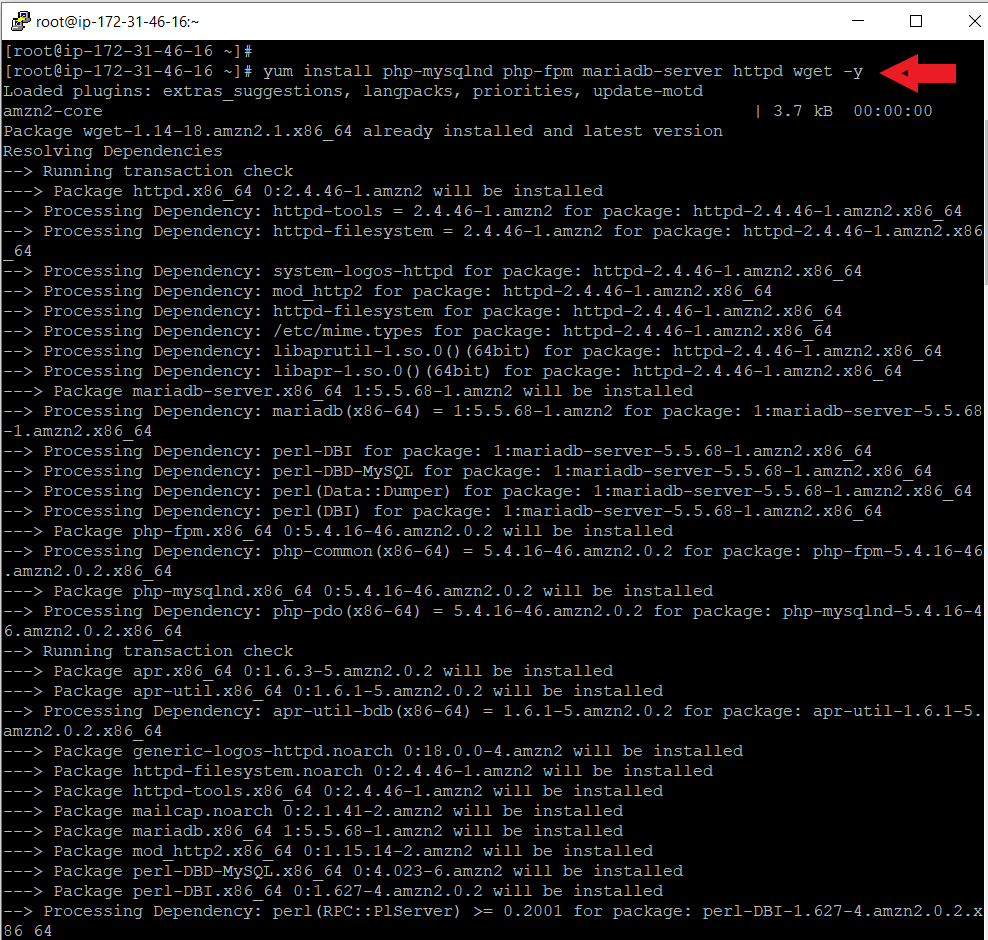 root@ip-172-31-46-16:~
[root@ip-172-31-46-16 ~]#
[root@ip-172-31-46-16 ~]# yum install php-mysqlnd php-fpm mariadb-server httpd wget -y
Loaded plugins: extras_suggestions, langpacks, priorities, update-motd
amzn2-core | 3.7 kB 00:00:00
Package wget-1.14-18.amzn2.1.x86_64 already installed and latest version
Resolving Dependencies
--> Running transaction check
---> Package httpd.x86_64 0:2.4.46-1.amzn2 will be installed
--> Processing Dependency: httpd-tools = 2.4.46-1.amzn2 for package: httpd-2.4.46-1.amzn2.x86_64
--> Processing Dependency: httpd-filesystem = 2.4.46-1.amzn2 for package: httpd-2.4.46-1.amzn2.x86
_64
--> Processing Dependency: system-logos-httpd for package: httpd-2.4.46-1.amzn2.x86_64
--> Processing Dependency: mod_http2 for package: httpd-2.4.46-1.amzn2.x86_64
--> Processing Dependency: httpd-filesystem for package: httpd-2.4.46-1.amzn2.x86_64
--> Processing Dependency: /etc/mime.types for package: httpd-2.4.46-1.amzn2.x86_64
--> Processing Dependency: libaprutil-1.so.0()(64bit) for package: httpd-2.4.46-1.amzn2.x86_64
--> Processing Dependency: libapr-1.so.0()(64bit) for package: httpd-2.4.46-1.amzn2.x86_64
---> Package mariadb-server.x86_64 1:5.5.68-1.amzn2 will be installed
--> Processing Dependency: mariadb(x86-64) = 1:5.5.68-1.amzn2 for package: 1:mariadb-server-5.5.68
-1.amzn2.x86_64
--> Processing Dependency: perl-DBI for package: 1:mariadb-server-5.5.68-1.amzn2.x86_64
--> Processing Dependency: perl-DBD-MySQL for package: 1:mariadb-server-5.5.68-1.amzn2.x86_64
--> Processing Dependency: perl(Data::Dumper) for package: 1:mariadb-server-5.5.68-1.amzn2.x86_64
--> Processing Dependency: perl(DBI) for package: 1:mariadb-server-5.5.68-1.amzn2.x86_64
---> Package php-fpm.x86_64 0:5.4.16-46.amzn2.0.2 will be installed
--> Processing Dependency: php-common(x86-64) = 5.4.16-46.amzn2.0.2 for package: php-fpm-5.4.16-46
.amzn2.0.2.x86_64
---> Package php-mysqlnd.x86_64 0:5.4.16-46.amzn2.0.2 will be installed
--> Processing Dependency: php-pdo(x86-64) = 5.4.16-46.amzn2.0.2 for package: php-mysqlnd-5.4.16-4
6.amzn2.0.2.x86_64
--> Running transaction check
---> Package apr.x86_64 0:1.6.3-5.amzn2.0.2 will be installed
---> Package apr-util.x86_64 0:1.6.1-5.amzn2.0.2 will be installed
--> Processing Dependency: apr-util-bdb(x86-64) = 1.6.1-5.amzn2.0.2 for package: apr-util-1.6.1-5.
amzn2.0.2.x86_64
---> Package generic-logos-httpd.noarch 0:18.0.0-4.amzn2 will be installed
---> Package httpd-filesystem.noarch 0:2.4.46-1.amzn2 will be installed
---> Package httpd-tools.x86_64 0:2.4.46-1.amzn2 will be installed
---> Package mailcap.noarch 0:2.1.41-2.amzn2 will be installed
---> Package mariadb.x86_64 1:5.5.68-1.amzn2 will be installed
---> Package mod_http2.x86_64 0:1.15.14-2.amzn2 will be installed
---> Package perl-DBD-MySQL.x86_64 0:4.023-6.amzn2 will be installed
---> Package perl-DBI.x86_64 0:1.627-4.amzn2.0.2 will be installed
--> Processing Dependency: perl(RPC::PlServer) >= 0.2001 for package: perl-DBI-1.627-4.amzn2.0.2.x
86_64